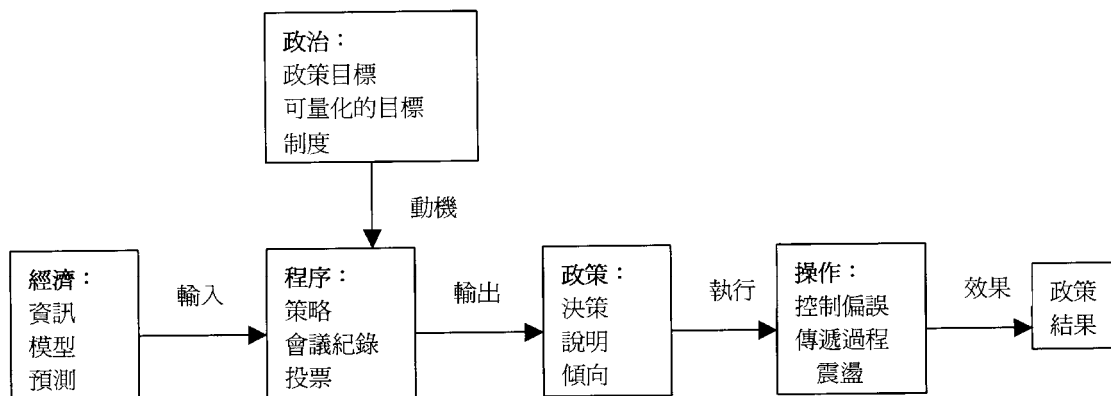 政治：
政策目標
可量化的目標
制度
動機
經濟：
資訊
模型
預測
輸入
程序：
策略
會議紀錄
投票
輸出
政策：
決策
說明
傾向
執行
操作：
控制偏誤
傳遞過程
震盪
效果
政策
結果